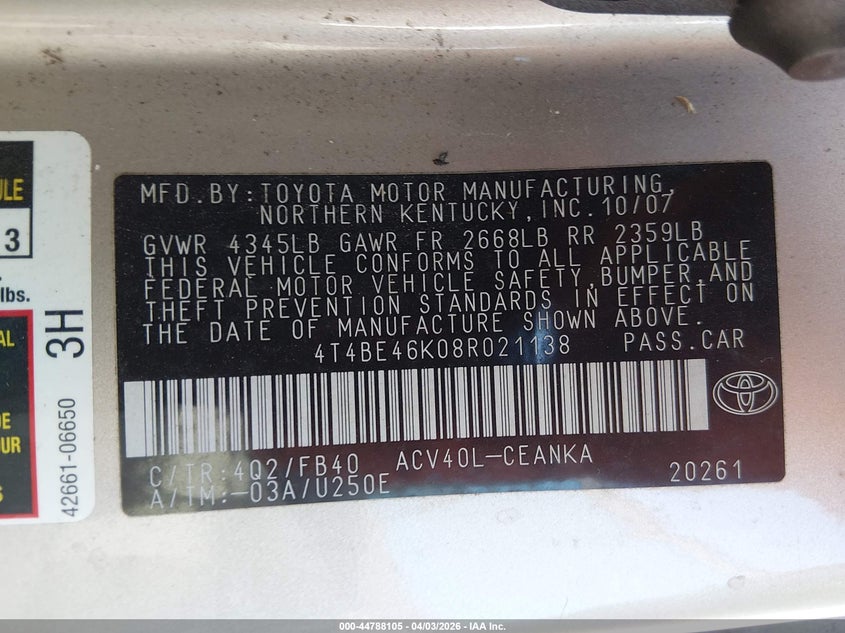 ULE
13
lbs.
AL
DE
OUR
S
3H
42661-06650
MFD.BY:TOYOTA MOTOR MANUFACTURING,
NORTHERN KENTUCKY,INC.10/07
GVWR 4345LB GAWR FR 2668LB RR 2359LB
THIS VEHICLE CONFORMS TO ALL APPLICABLE
FEDERAL MOTOR VEHICLE SAFETY,BUMPER,AND
THEFT PREVENTION STANDARDS IN EFFECT ON
THE DATE OF MANUFACTURE SHOWN ABOVE.
4T4BE46K08R021138 PASS.CAR
C/TR:4Q2/FB40 ACV40L-CEANKA
A/TM:-03A/U250E 20261
000-44788105 - 04/03/2026 - IAA Inc.